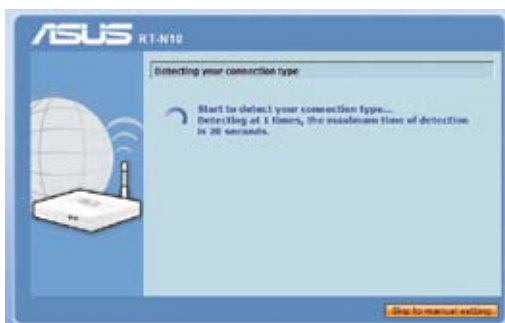 ASUS RT-N10
Detecting your connection type
Start to detect your connection type...
Detecting at 1 times, the maximum time of detection
is 20 seconds.
Skip to manual setting